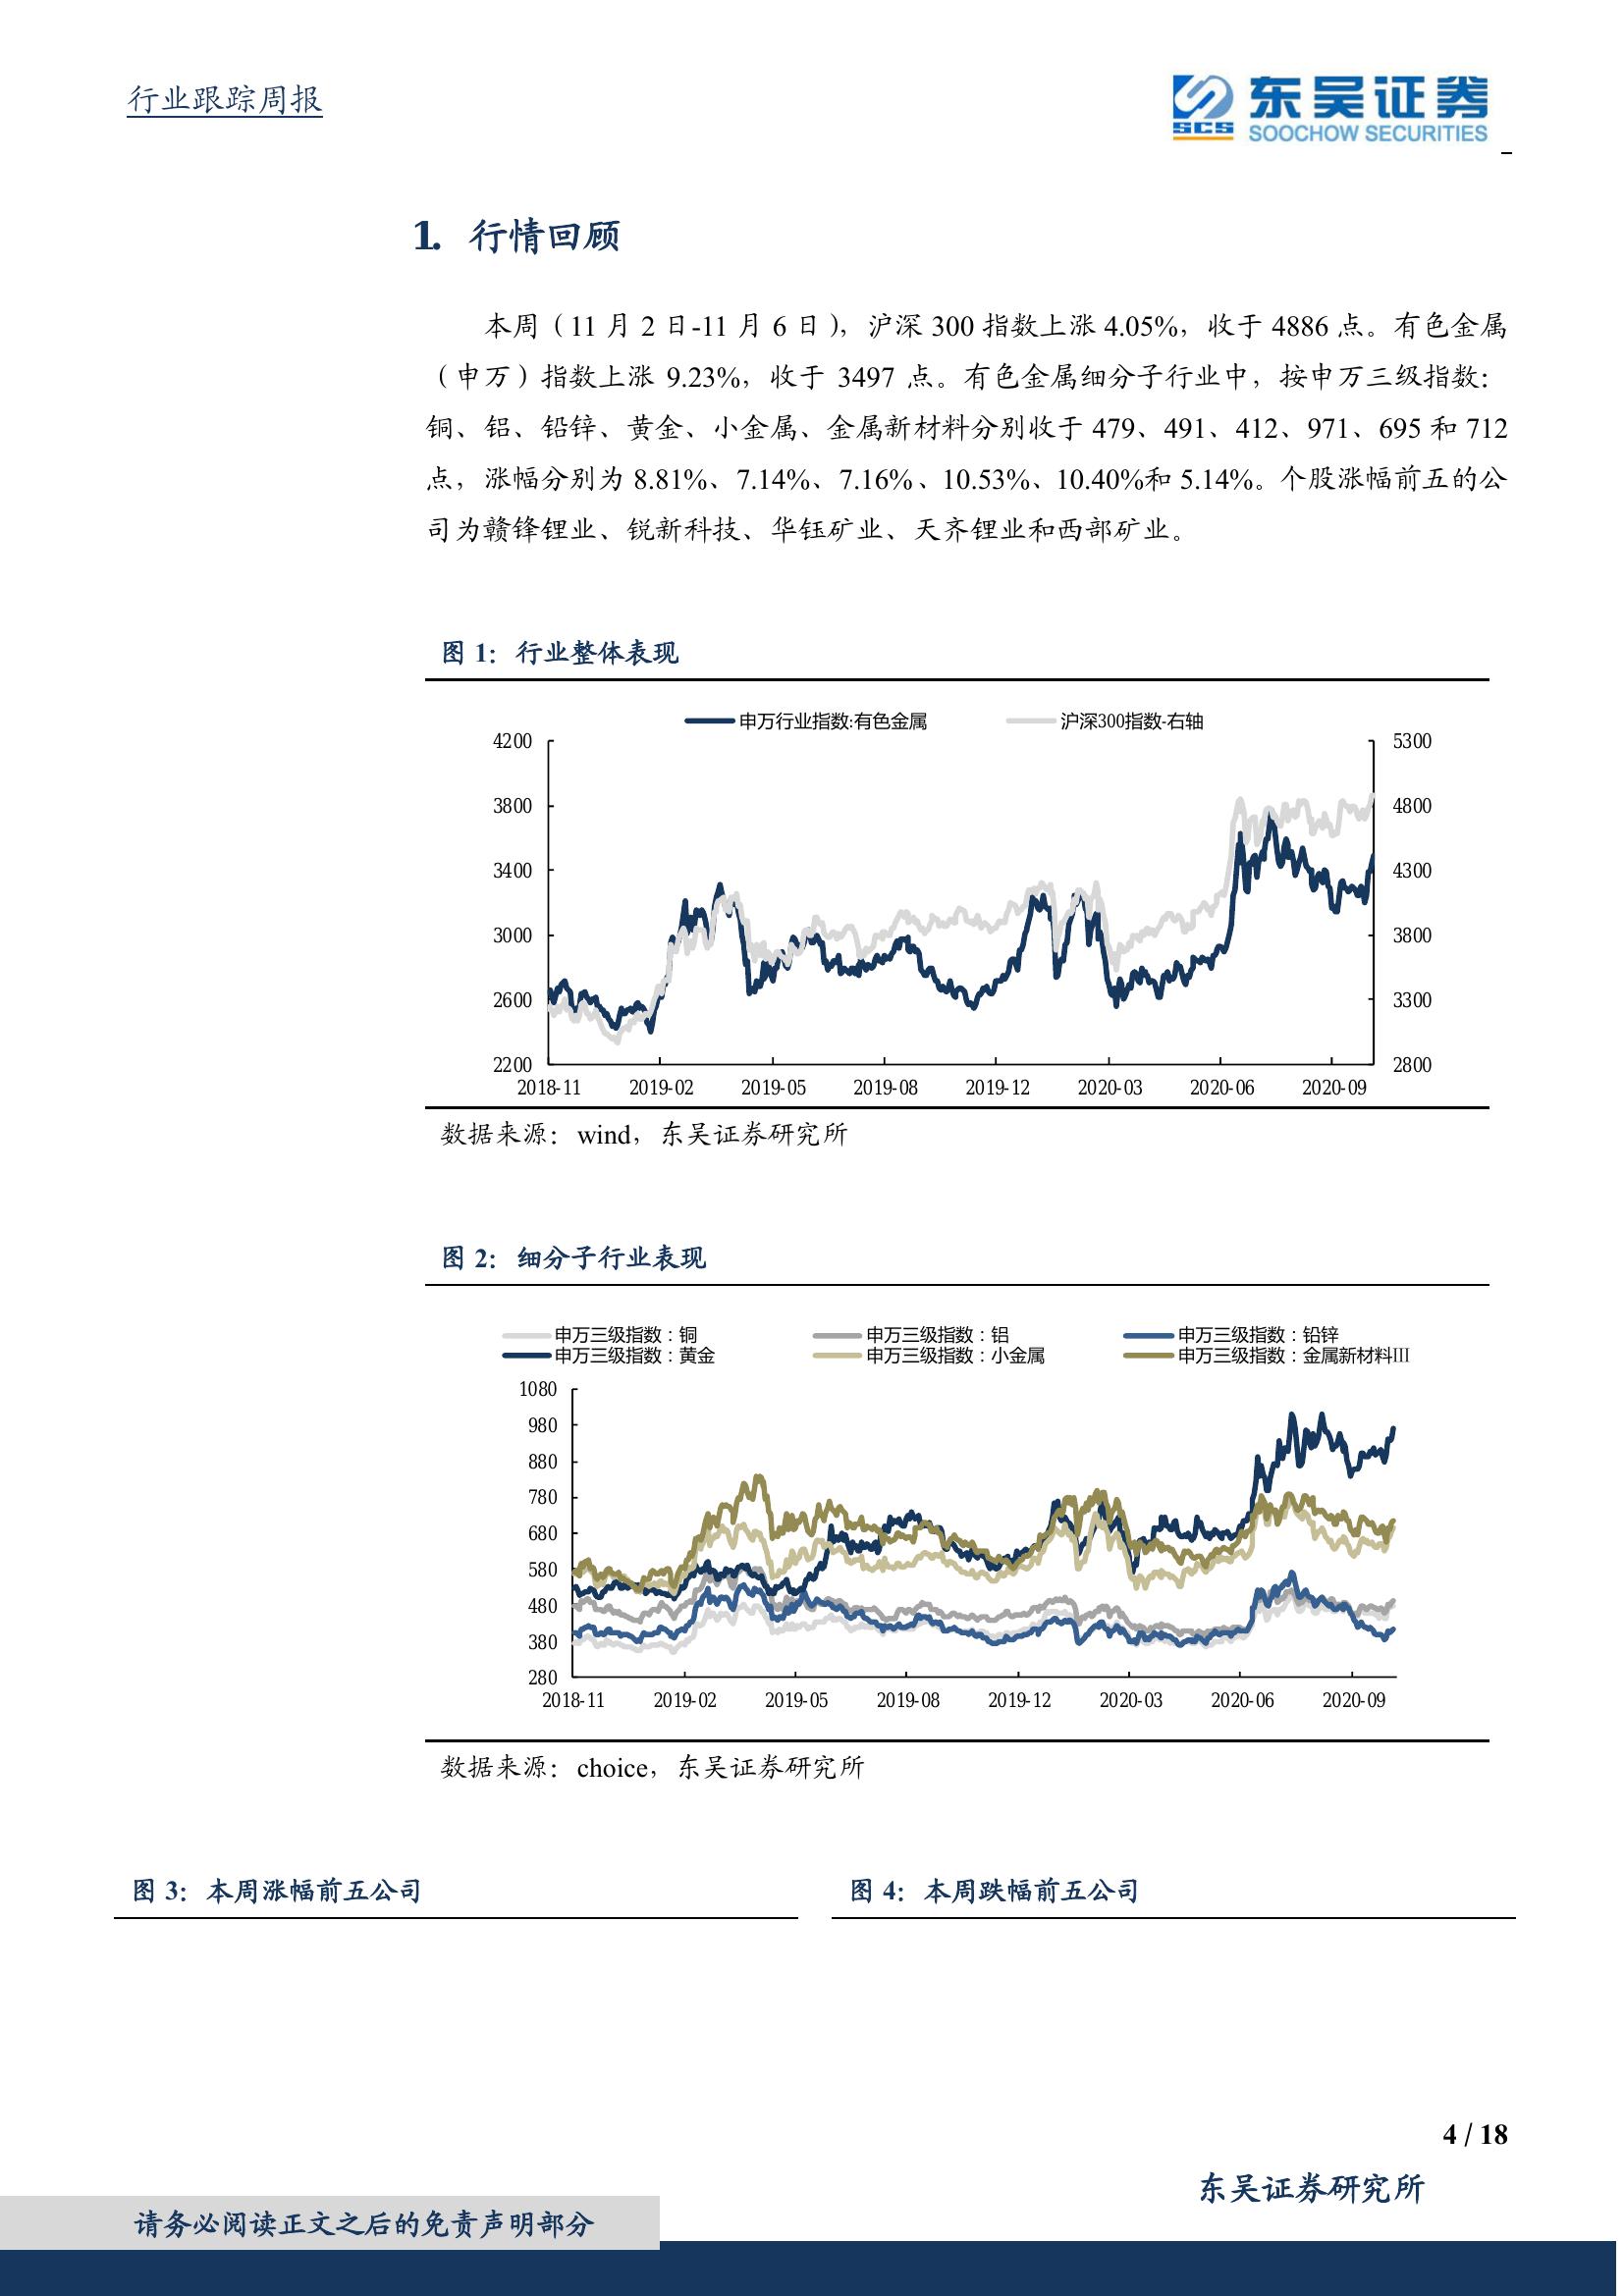 行业跟踪周报
东吴证券
SCS
SOOCHOW SECURITIES
1. 行情回顾
本周（11 月 2 日-11 月 6 日），沪深 300 指数上涨 4.05%，收于 4886 点。有色金属
（申万）指数上涨 9.23%，收于 3497 点。有色金属细分子行业中，按申万三级指数：
铜、铝、铅锌、黄金、小金属、金属新材料分别收于 479、491、412、971、695 和 712
点，涨幅分别为 8.81%、7.14%、7.16%、10.53%、10.40%和 5.14%。个股涨幅前五的公
司为赣锋锂业、锐新科技、华钰矿业、天齐锂业和西部矿业。
图 1：行业整体表现
申万行业指数:有色金属 沪深300指数-右轴
4200 5300
3800 4800
3400 4300
3000 3800
2600 3300
2200 2800
2018-11 2019-02 2019-05 2019-08 2019-12 2020-03 2020-06 2020-09
数据来源：wind，东吴证券研究所
图 2：细分子行业表现
申万三级指数：铜 申万三级指数：铝 申万三级指数：铅锌
申万三级指数：黄金 申万三级指数：小金属 申万三级指数：金属新材料III
1080
980
880
780
680
580
480
380
280
2018-11 2019-02 2019-05 2019-08 2019-12 2020-03 2020-06 2020-09
数据来源：choice，东吴证券研究所
图 3：本周涨幅前五公司 图 4：本周跌幅前五公司
4 / 18
东吴证券研究所
请务必阅读正文之后的免责声明部分